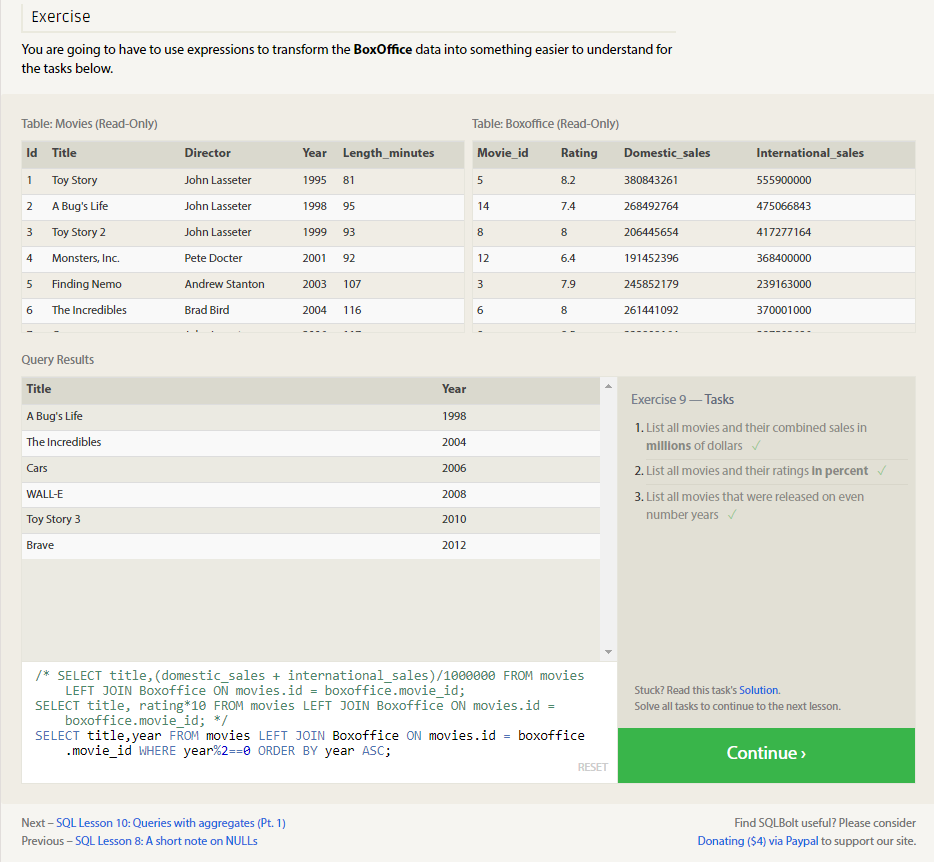 Exercise
You are going to have to use expressions to transform the BoxOffice data into something easier to understand for
the tasks below.
Table: Movies (Read-Only)
Id Title Director Year Length_minutes
1 Toy Story John Lasseter 1995 81
2 A Bug's Life John Lasseter 1998 95
3 Toy Story 2 John Lasseter 1999 93
4 Monsters, Inc. Pete Docter 2001 92
5 Finding Nemo Andrew Stanton 2003 107
6 The Incredibles Brad Bird 2004 116
Table: Boxoffice (Read-Only)
Movie_id Rating Domestic_sales International_sales
5 8.2 380843261 555900000
14 7.4 268492764 475066843
8 8 206445654 417277164
12 6.4 191452396 368400000
3 7.9 245852179 239163000
6 8 261441092 370001000
Query Results
Title Year
A Bug's Life 1998
The Incredibles 2004
Cars 2006
WALL-E 2008
Toy Story 3 2010
Brave 2012
/* SELECT title,(domestic_sales + international_sales)/1000000 FROM movies
LEFT JOIN Boxoffice ON movies.id = boxoffice.movie_id;
SELECT title, rating*10 FROM movies LEFT JOIN Boxoffice ON movies.id =
boxoffice.movie_id; */
SELECT title,year FROM movies LEFT JOIN Boxoffice ON movies.id = boxoffice
.movie_id WHERE year%2==0 ORDER BY year ASC;
RESET
Exercise 9 — Tasks
1. List all movies and their combined sales in
millions of dollars ✓
2. List all movies and their ratings in percent ✓
3. List all movies that were released on even
number years ✓
Stuck? Read this task's Solution.
Solve all tasks to continue to the next lesson.
Continue ›
Next – SQL Lesson 10: Queries with aggregates (Pt. 1)
Previous – SQL Lesson 8: A short note on NULLs
Find SQLBolt useful? Please consider
Donating ($4) via Paypal to support our site.